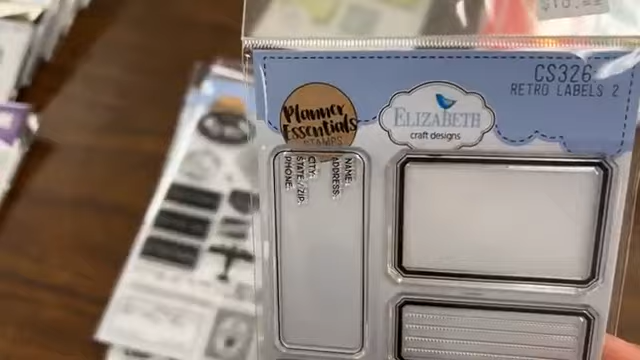 CS326
RETRO LABELS 2
Planner
Essentials
STAMPS
ELIZABETH
craft designs
NAME:
ADDRESS:
CITY:
STATE/ZIP:
PHONE: